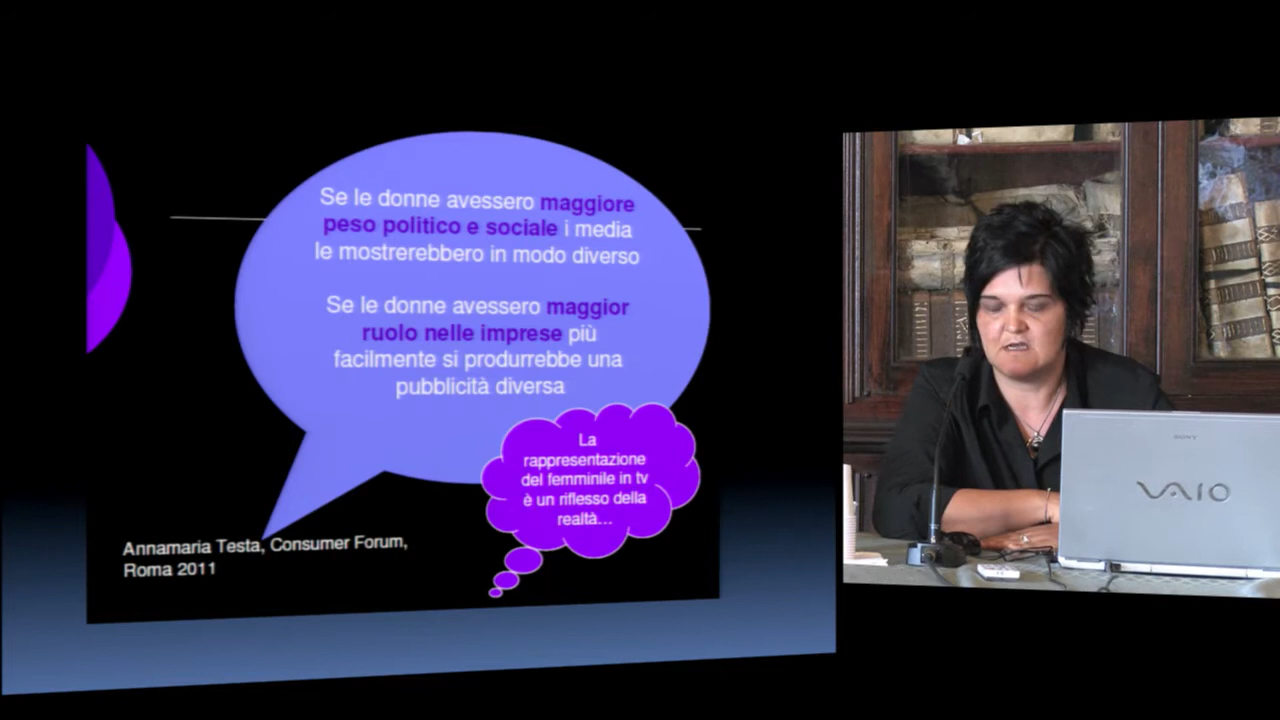 Se le donne avessero maggiore
peso politico e sociale i media
le mostrerebbero in modo diverso
Se le donne avessero maggior
ruolo nelle imprese più
facilmente si produrrebbe una
pubblicità diversa
La
rappresentazione
del femminile in tv
è un riflesso della
realtà...
Annamaria Testa, Consumer Forum,
Roma 2011
SONY
VAIO